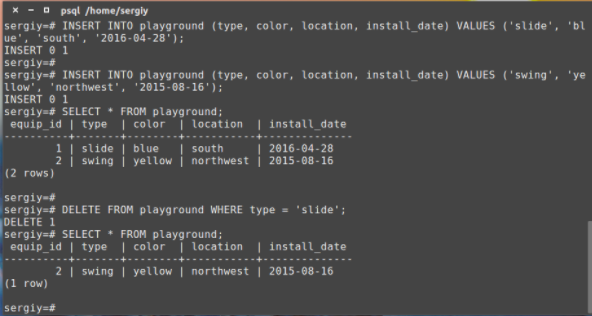 psql /home/sergiy
sergiy=# INSERT INTO playground (type, color, location, install_date) VALUES ('slide', 'bl
ue', 'south', '2016-04-28');
INSERT 0 1
sergiy=#
sergiy=# INSERT INTO playground (type, color, location, install_date) VALUES ('swing', 'ye
llow', 'northwest', '2015-08-16');
INSERT 0 1
sergiy=# SELECT * FROM playground;
 equip_id | type  | color  | location  | install_date
----------+-------+--------+-----------+--------------
        1 | slide | blue   | south     | 2016-04-28
        2 | swing | yellow | northwest | 2015-08-16
(2 rows)

sergiy=#
sergiy=# DELETE FROM playground WHERE type = 'slide';
DELETE 1
sergiy=# SELECT * FROM playground;
 equip_id | type  | color  | location  | install_date
----------+-------+--------+-----------+--------------
        2 | swing | yellow | northwest | 2015-08-16
(1 row)

sergiy=#